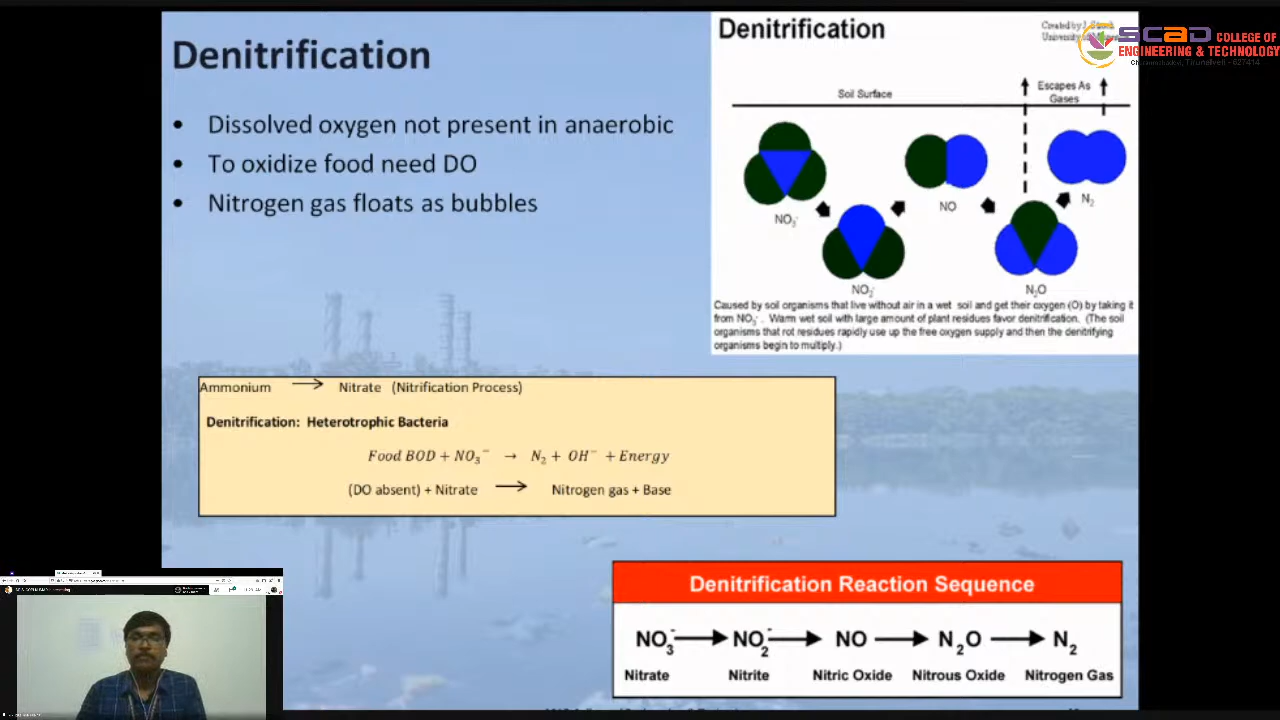 Denitrification
• Dissolved oxygen not present in anaerobic
• To oxidize food need DO
• Nitrogen gas floats as bubbles
Denitrification
Created by J.
SCAD COLLEGE OF
ENGINEERING & TECHNOLOGY
Soil Surface
Escapes As
Gases
NO₃⁻
NO
N₂
NO₂⁻
N₂O
Caused by soil organisms that live without air in a wet soil and get their oxygen (O) by taking it
from NO₃⁻. Warm wet soil with large amount of plant residues favor denitrification. (The soil
organisms that rot residues rapidly use up the free oxygen supply and then the denitrifying
organisms begin to multiply.)
Ammonium → Nitrate (Nitrification Process)
Denitrification: Heterotrophic Bacteria
Food BOD + NO₃⁻ → N₂ + OH⁻ + Energy
(DO absent) + Nitrate → Nitrogen gas + Base
Denitrification Reaction Sequence
NO₃⁻ → NO₂⁻ → NO → N₂O → N₂
Nitrate Nitrite Nitric Oxide Nitrous Oxide Nitrogen Gas